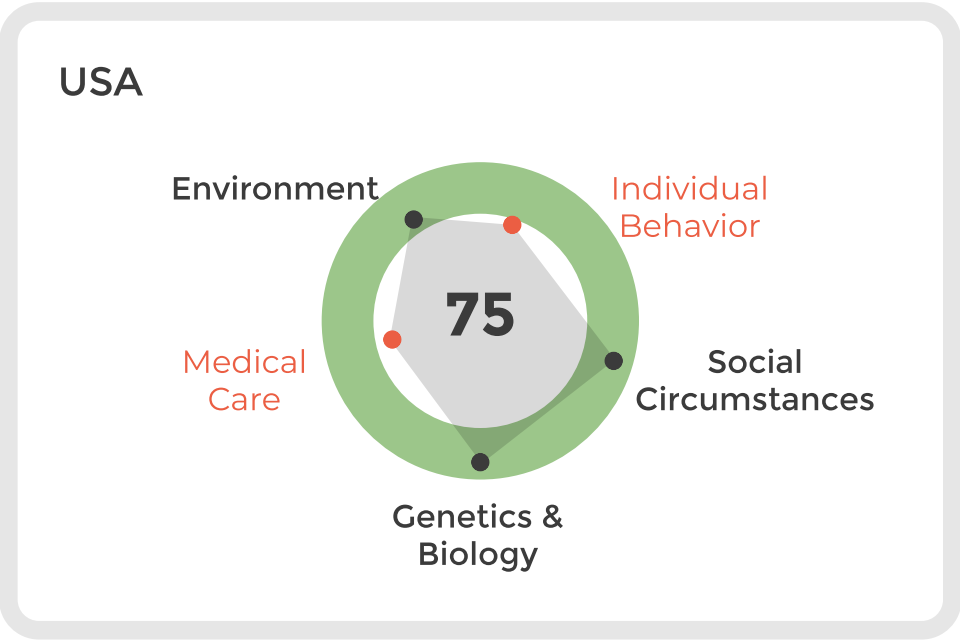 USA
Environment
Individual
Behavior
75
Medical
Care
Social
Circumstances
Genetics &
Biology